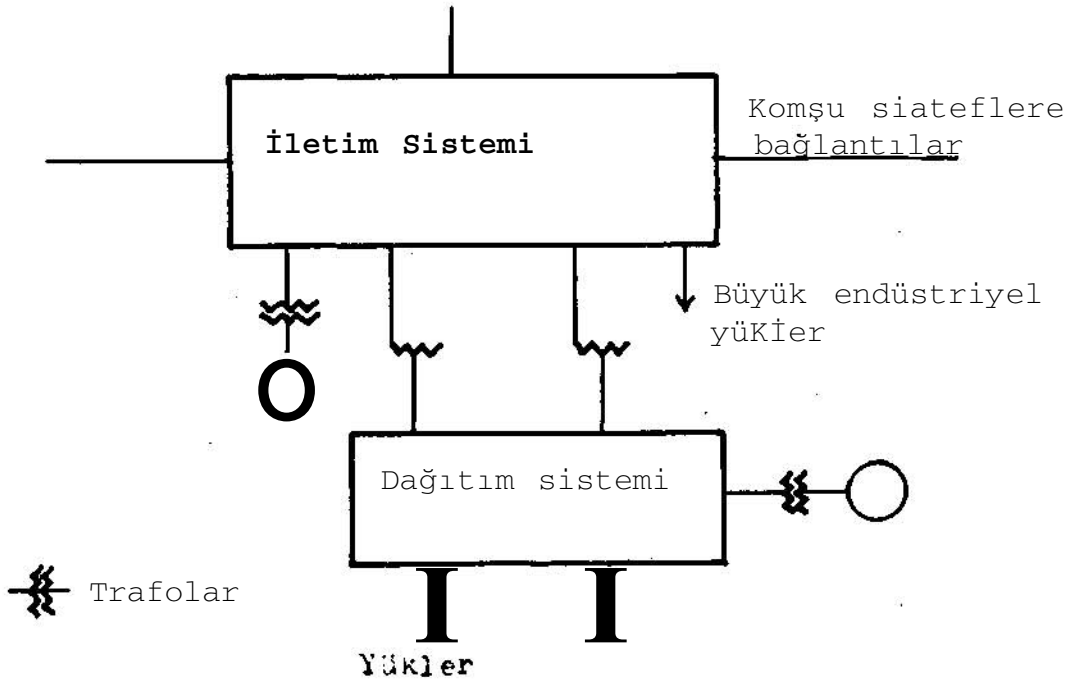 İletim Sistemi
Komşu siateflere
bağlantılar
Büyük endüstriyel
yüKİer
Dağıtım sistemi
Trafolar
Yükler